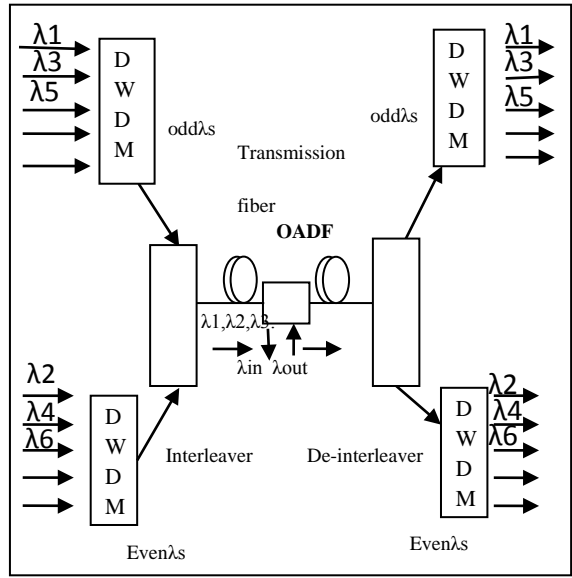 λ1
λ3
λ5
D
W
D
M
oddλs
Transmission
fiber
OADF
oddλs
D
W
D
M
λ1
λ3
λ5
λ1,λ2,λ3.
λin λout
λ2
λ4
λ6
D
W
D
M
Interleaver
De-interleaver
D
W
D
M
λ2
λ4
λ6
Evenλs
Evenλs